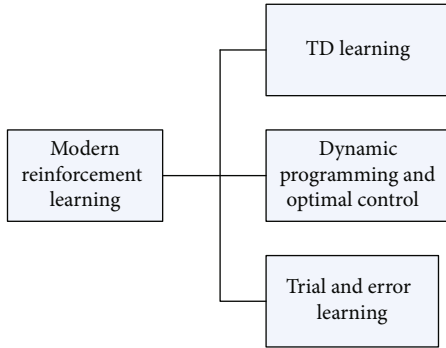 TD learning
Modern
reinforcement
learning
Dynamic
programming and
optimal control
Trial and error
learning